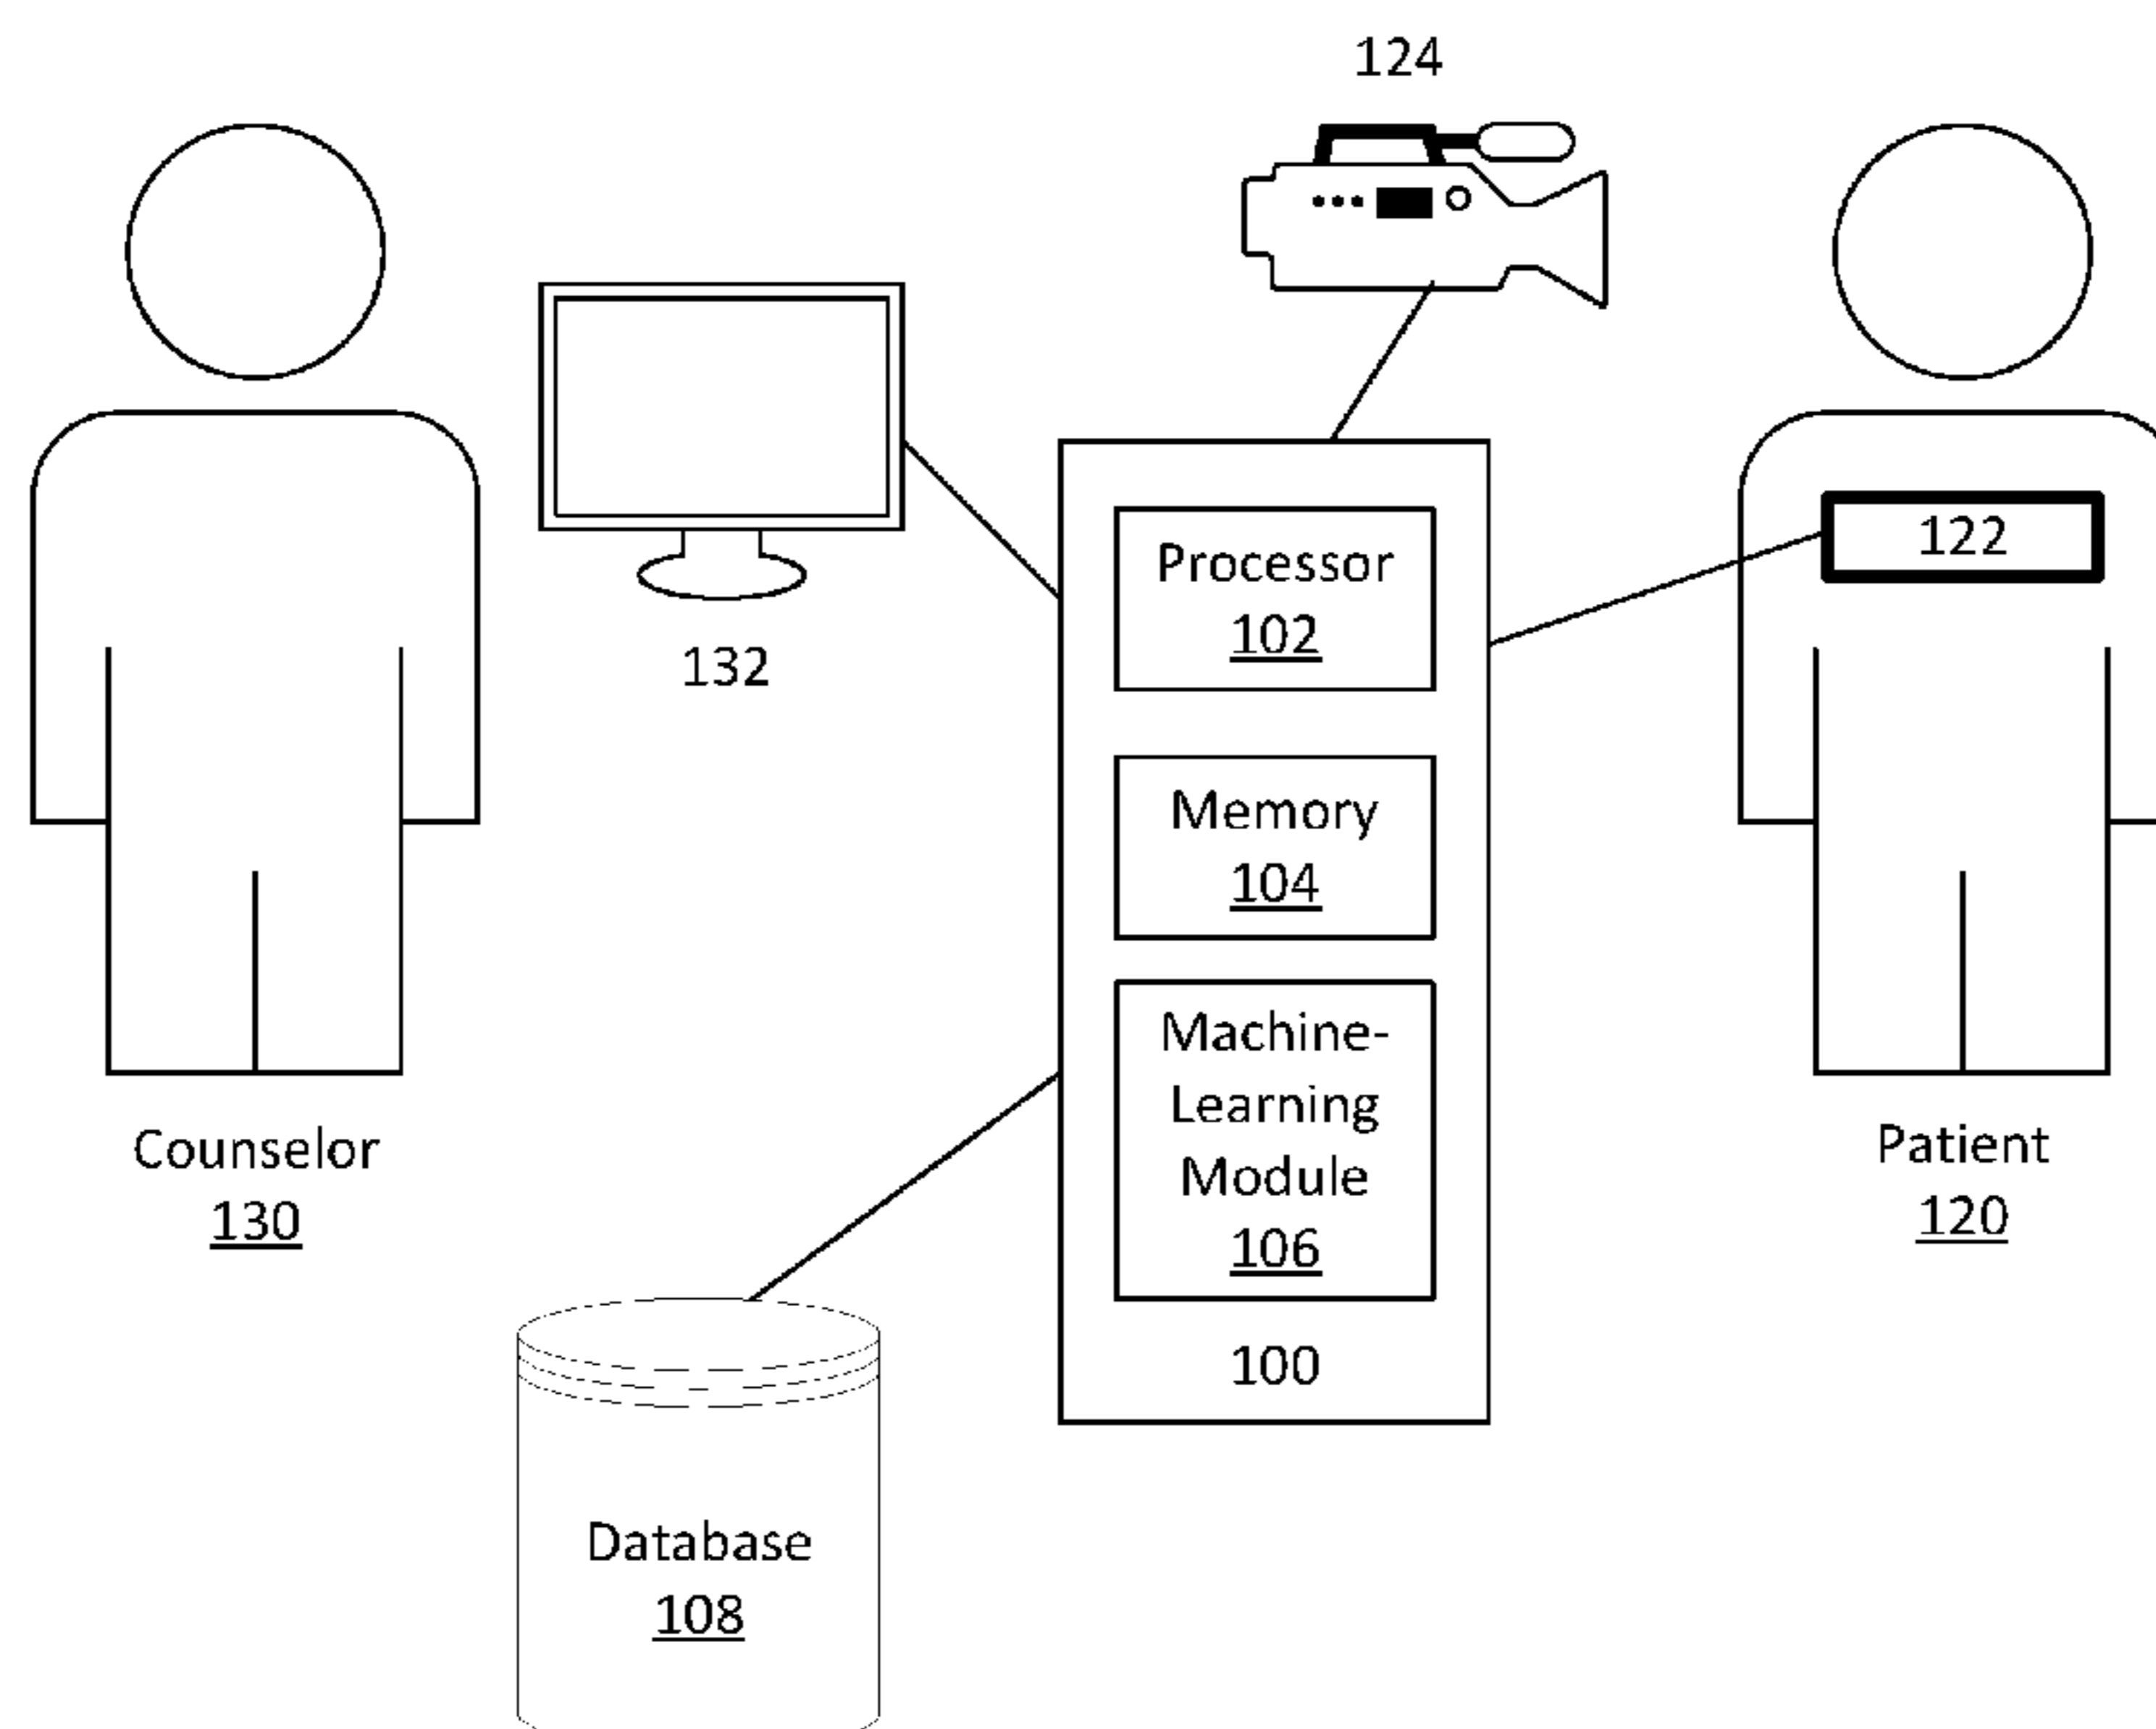 124
122
Processor
102
132
Memory
104
Machine-
Learning
Module
106
Counselor
130
Patient
120
100
Database
108